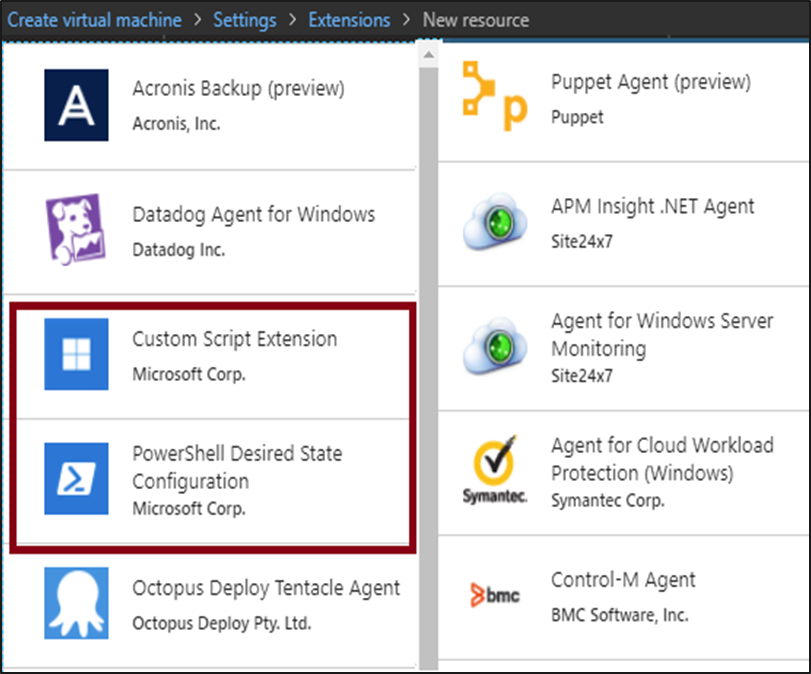 Create virtual machine > Settings > Extensions > New resource
Acronis Backup (preview)
Acronis, Inc.
Datadog Agent for Windows
Datadog Inc.
Custom Script Extension
Microsoft Corp.
PowerShell Desired State
Configuration
Microsoft Corp.
Octopus Deploy Tentacle Agent
Octopus Deploy Pty. Ltd.
Puppet Agent (preview)
Puppet
APM Insight .NET Agent
Site24x7
Agent for Windows Server
Monitoring
Site24x7
Symantec.
Agent for Cloud Workload
Protection (Windows)
Symantec Corp.
bmc
Control-M Agent
BMC Software, Inc.